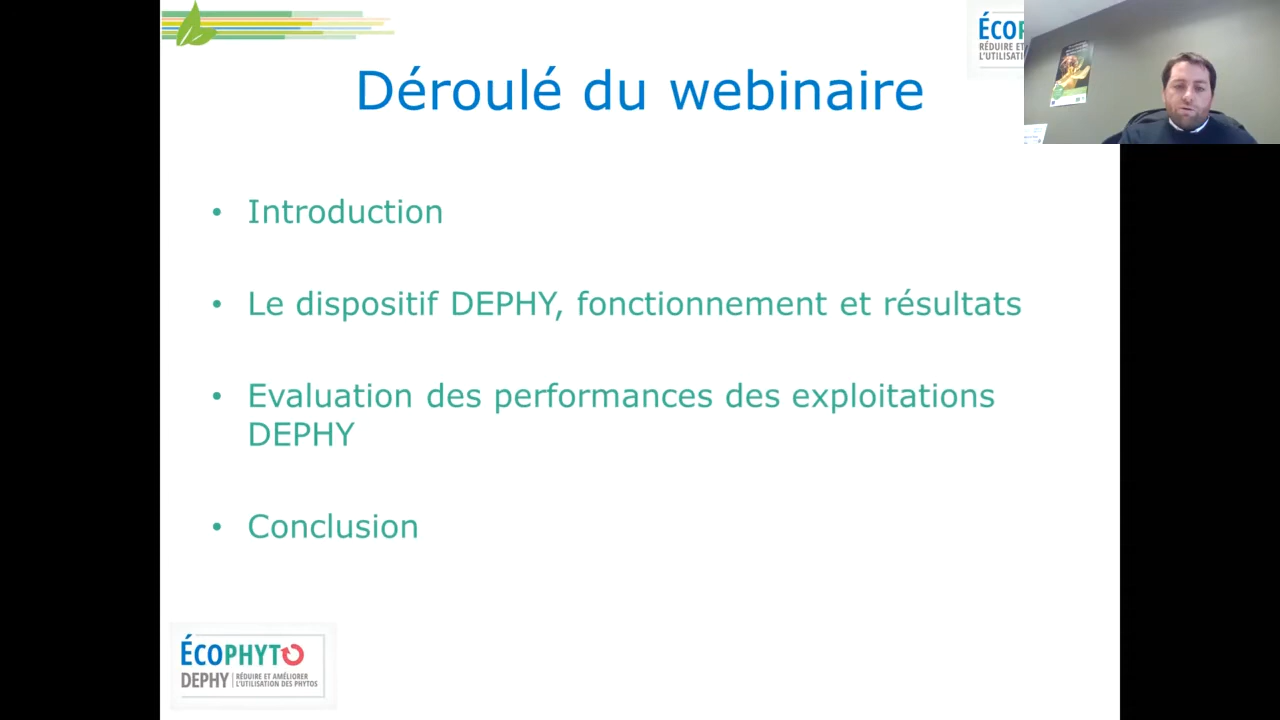 ÉCOP
RÉDUIRE ET
L'UTILISATI
Déroulé du webinaire
• Introduction
• Le dispositif DEPHY, fonctionnement et résultats
• Evaluation des performances des exploitations
DEPHY
• Conclusion
ÉCOPHYTO
DEPHY RÉDUIRE ET AMÉLIORER
L'UTILISATION DES PHYTOS